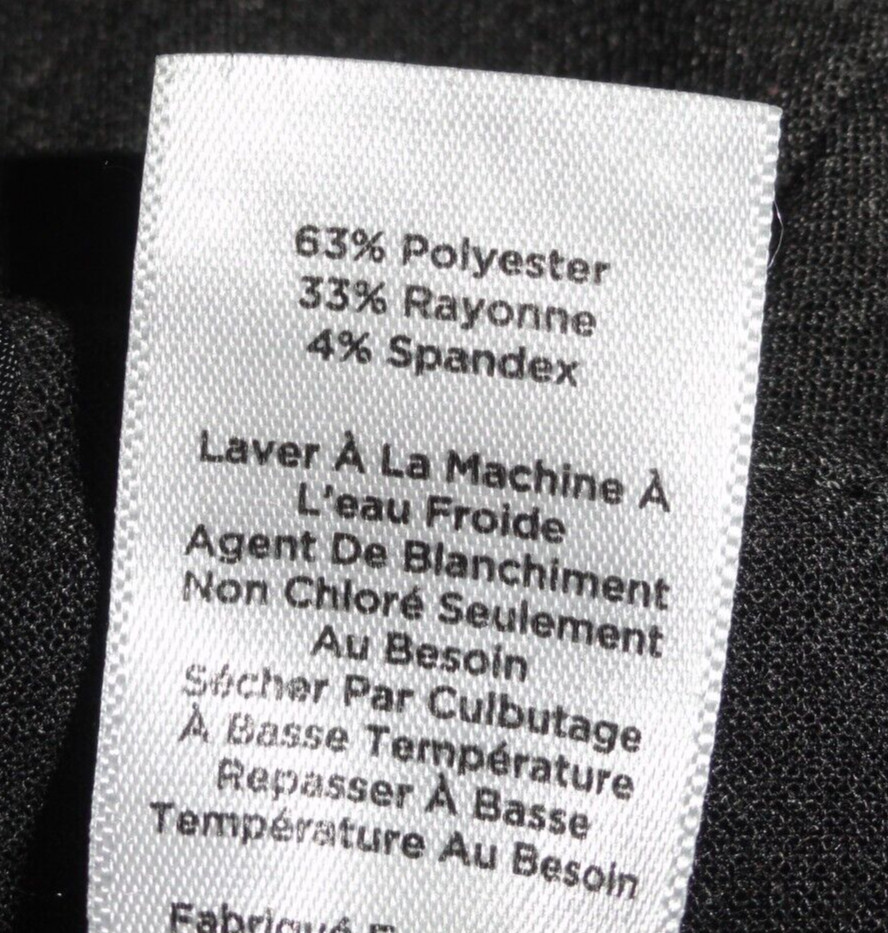 63% Polyester
33% Rayonne
4% Spandex
Laver À La Machine À
L'eau Froide
Agent De Blanchiment
Non Chloré Seulement
Au Besoin
Sécher Par Culbutage
À Basse Température
Repasser À Basse
Température Au Besoin
Fabriqué